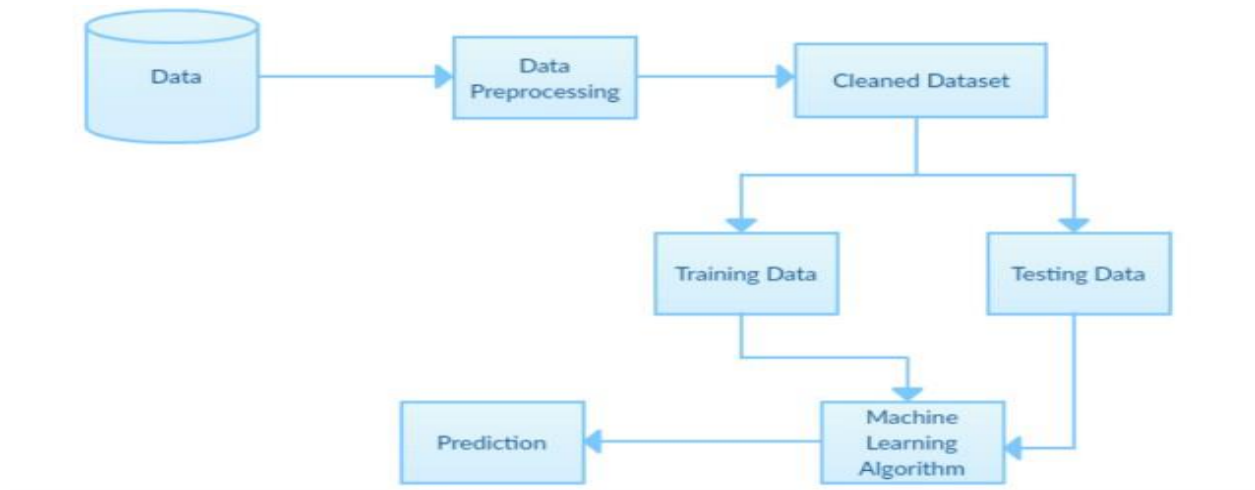 Data
Data
Preprocessing
Cleaned Dataset
Training Data
Testing Data
Prediction
Machine
Learning
Algorithm